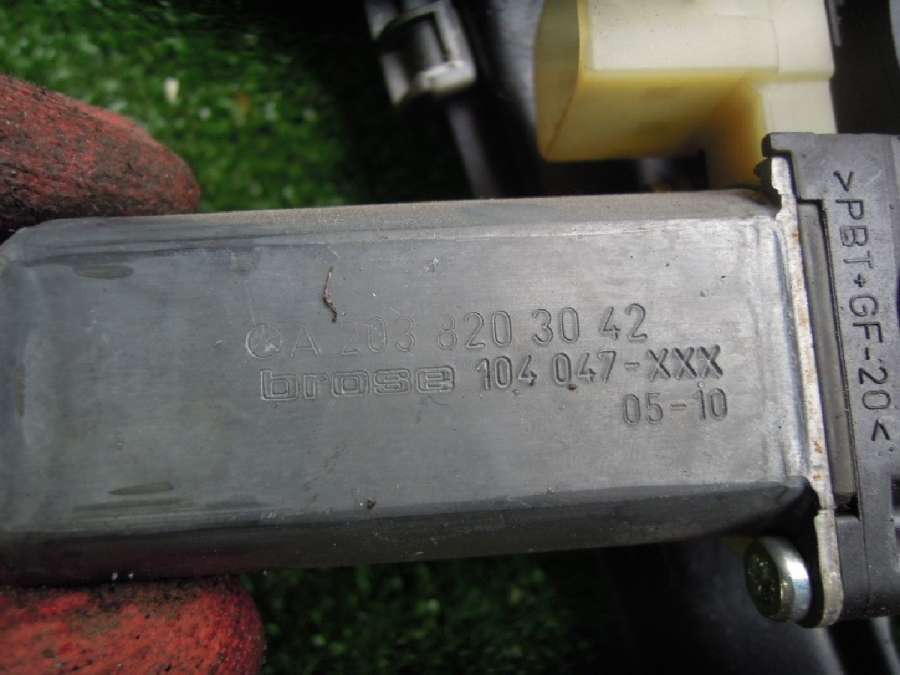 A 203 820 30 42
brose 104 047-XXX
05-10
>PBT+GF-20<